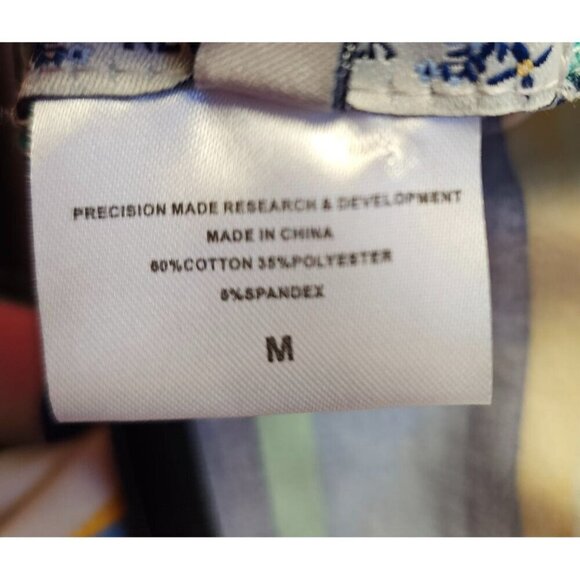 PRECISION MADE RESEARCH & DEVELOPMENT
MADE IN CHINA
60%COTTON 35%POLYESTER
5%SPANDEX
M